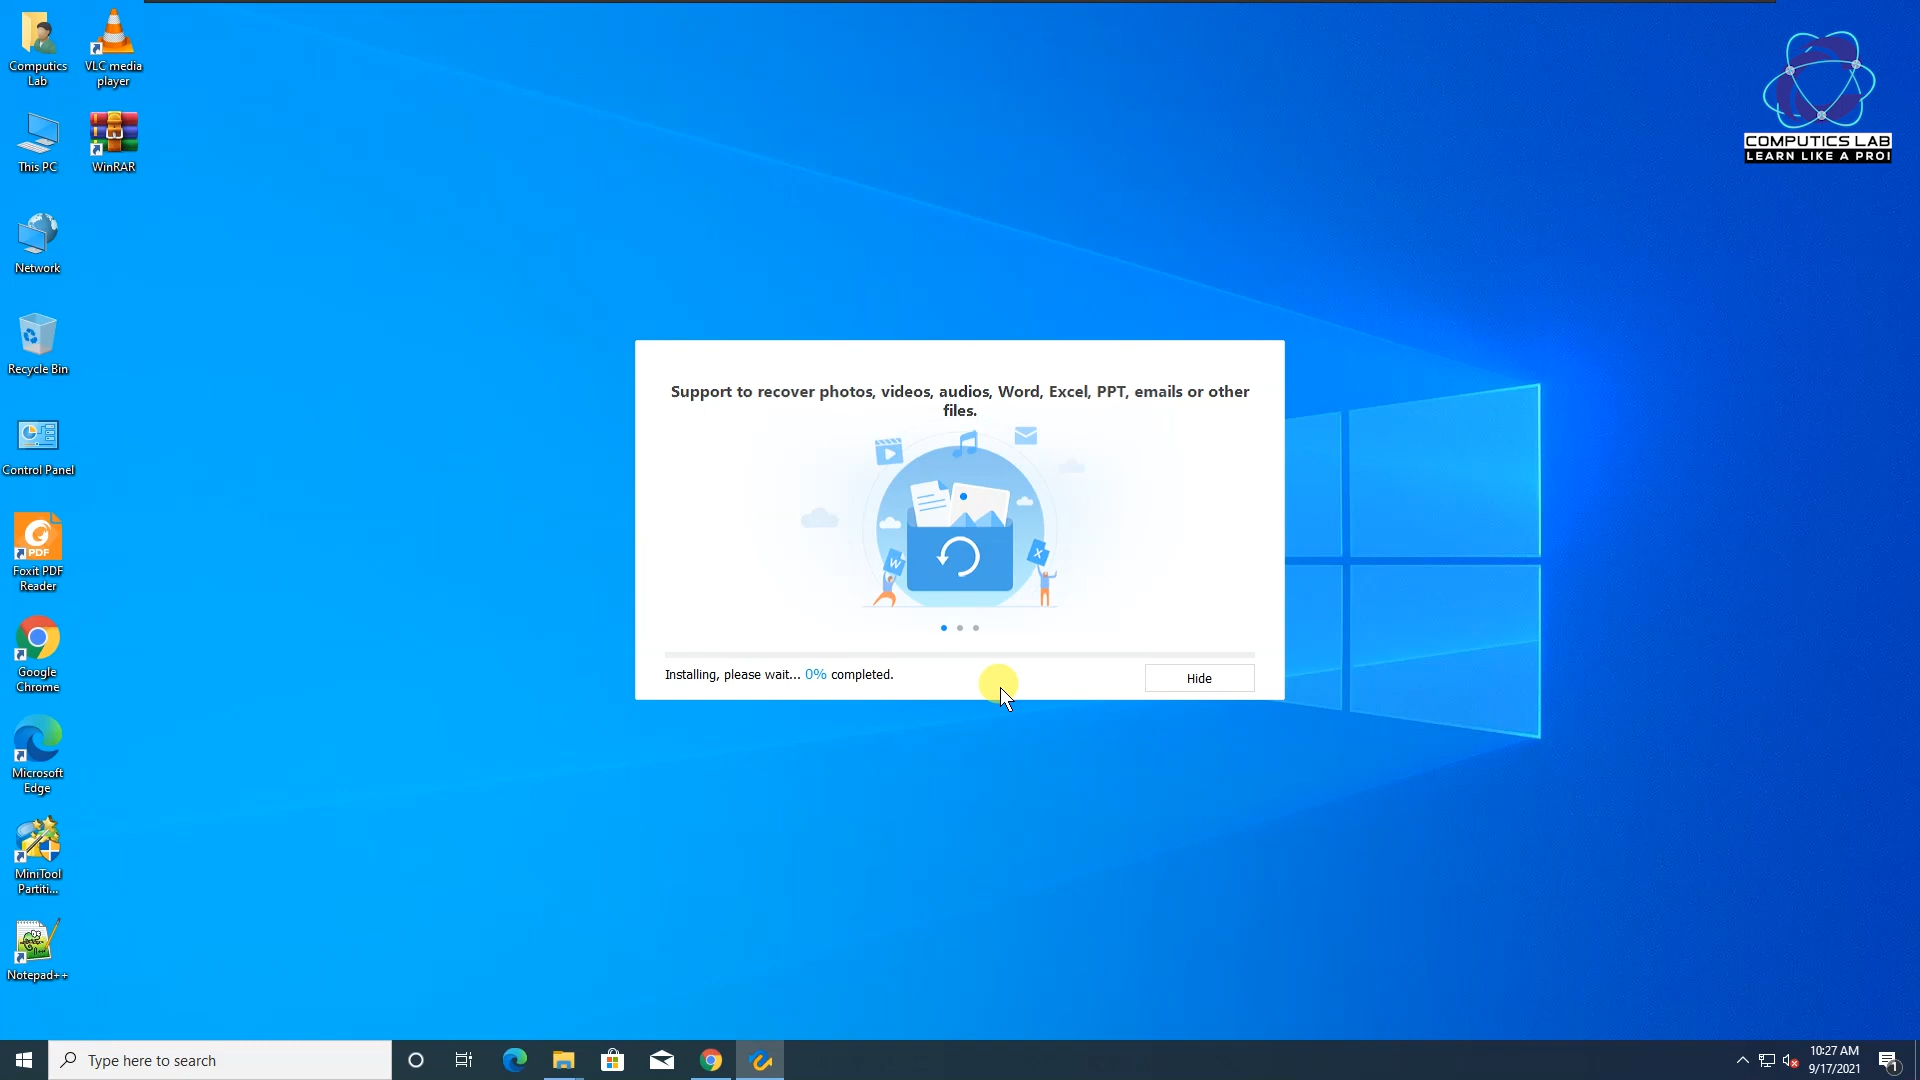 Computics
Lab
VLC media
player
This PC
WinRAR
Network
Recycle Bin
Control Panel
PDF
Foxit PDF
Reader
Google
Chrome
Microsoft
Edge
MiniTool
Partiti...
Notepad++
COMPUTICS LAB
LEARN LIKE A PRO!
Support to recover photos, videos, audios, Word, Excel, PPT, emails or other
files.
W
X
Installing, please wait... 0% completed.
Hide
Type here to search
10:27 AM
9/17/2021
1